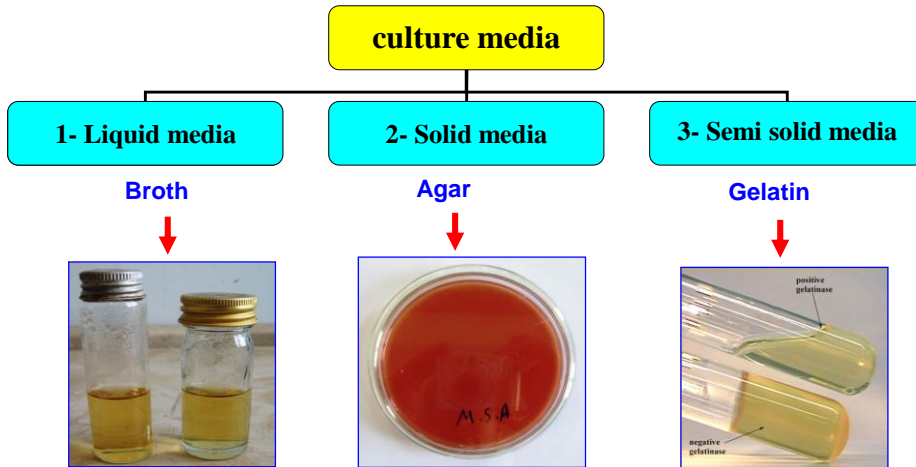 culture media
1- Liquid media
2- Solid media
3- Semi solid media
Broth
Agar
Gelatin
M.S.A
positive
gelatinase
negative
gelatinase